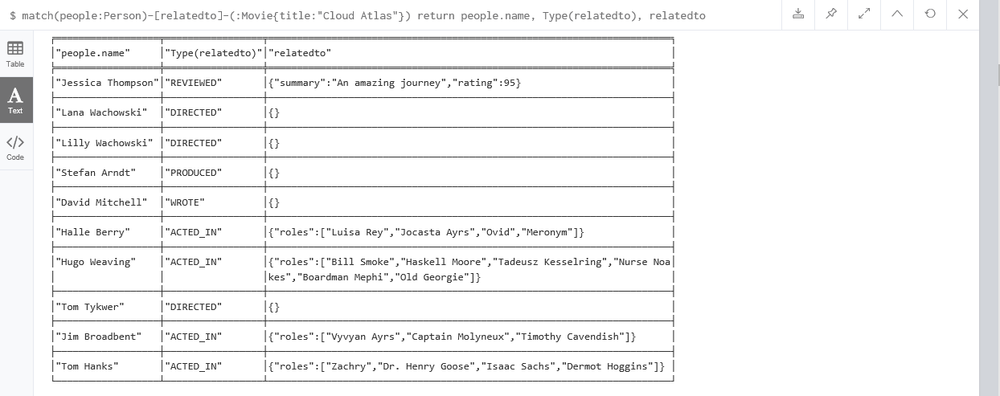 $ match(people:Person)-[relatedto]-(:Movie{title:"Cloud Atlas"}) return people.name, Type(relatedto), relatedto
Table
A
Text
</>
Code
"people.name" "Type(relatedto)" "relatedto"
"Jessica Thompson" "REVIEWED" {"summary":"An amazing journey","rating":95}
"Lana Wachowski" "DIRECTED" {}
"Lilly Wachowski" "DIRECTED" {}
"Stefan Arndt" "PRODUCED" {}
"David Mitchell" "WROTE" {}
"Halle Berry" "ACTED_IN" {"roles":["Luisa Rey","Jocasta Ayrs","Ovid","Meronym"]}
"Hugo Weaving" "ACTED_IN" {"roles":["Bill Smoke","Haskell Moore","Tadeusz Kesselring","Nurse Noa
kes","Boardman Mephi","Old Georgie"]}
"Tom Tykwer" "DIRECTED" {}
"Jim Broadbent" "ACTED_IN" {"roles":["Vyvyan Ayrs","Captain Molyneux","Timothy Cavendish"]}
"Tom Hanks" "ACTED_IN" {"roles":["Zachry","Dr. Henry Goose","Isaac Sachs","Dermot Hoggins"]}